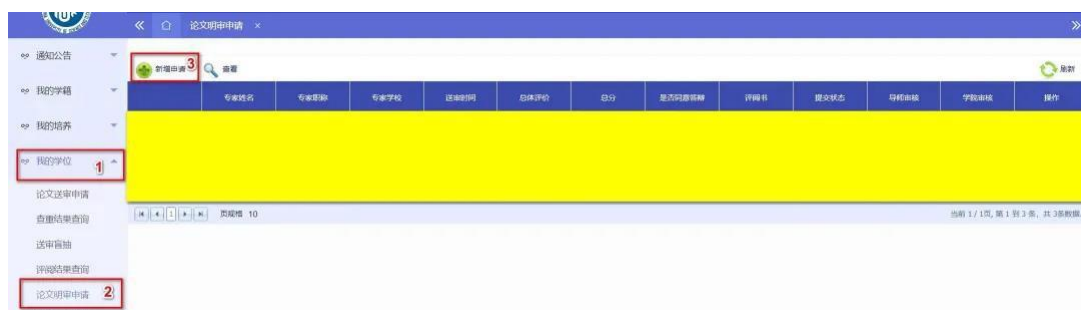 论文明审申请 ×
通知公告
新增申请 3 查看 刷新
专家姓名 专家职称 专家学校 送审时间 总体评价 总分 是否同意答辩 评阅书 提交状态 导师审核 学院审核 操作
我的学籍
我的培养
我的学位 1
论文送审申请
查重结果查询
1 页规格 10 当前 1 / 1页, 第 1 到 3 条, 共 3条数据.
送审盲抽
评阅结果查询
论文明审申请 2